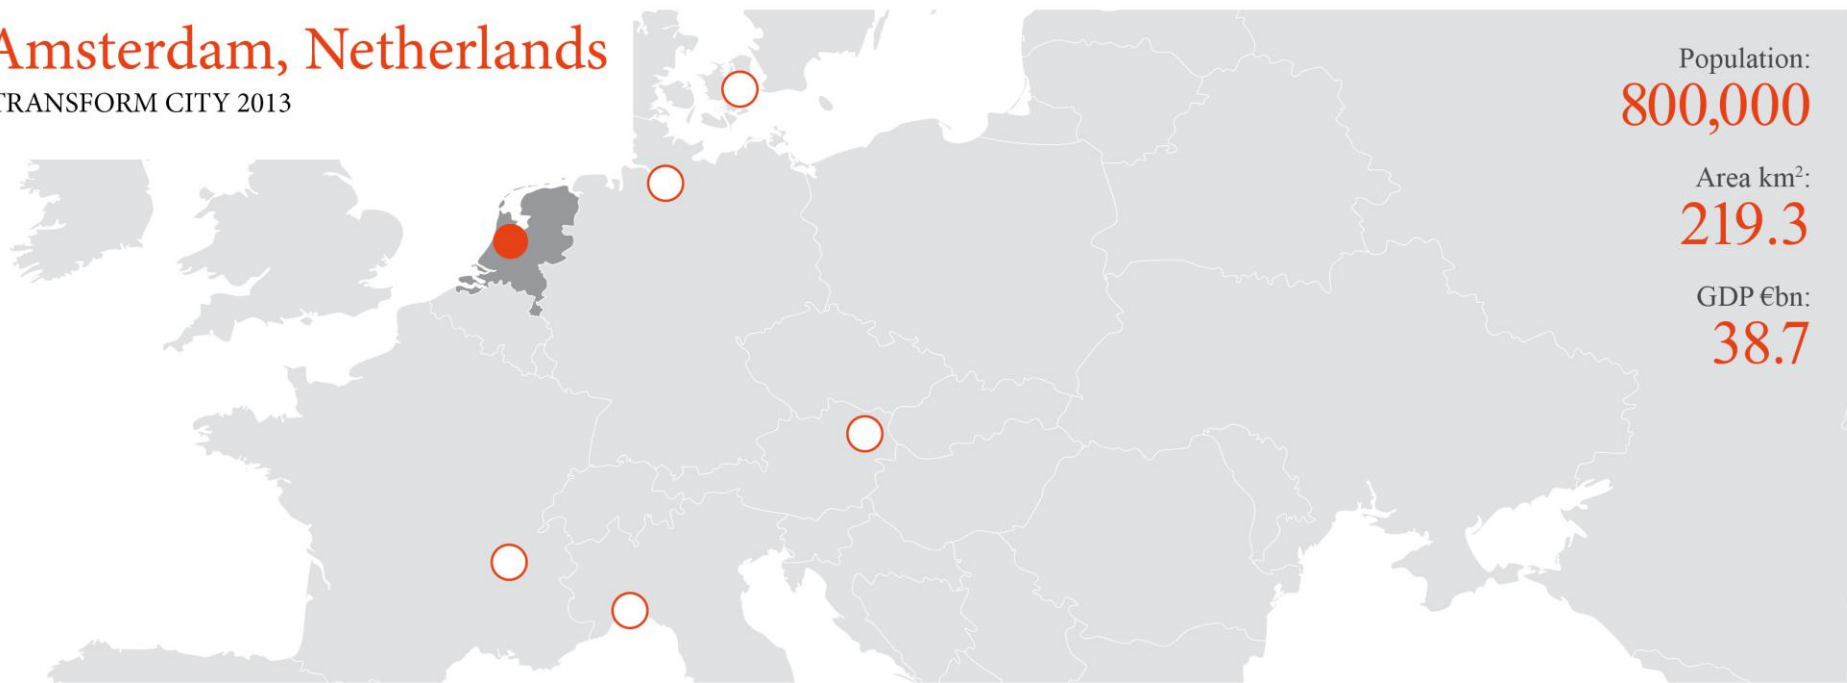 Amsterdam, Netherlands
TRANSFORM CITY 2013
Population:
800,000
Area km²:
219.3
GDP €bn:
38.7